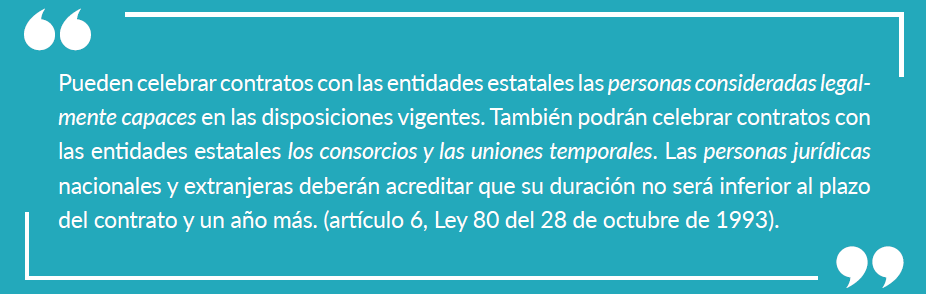 Pueden celebrar contratos con las entidades estatales las personas consideradas legal-
mente capaces en las disposiciones vigentes. También podrán celebrar contratos con
las entidades estatales los consorcios y las uniones temporales. Las personas jurídicas
nacionales y extranjeras deberán acreditar que su duración no será inferior al plazo
del contrato y un año más. (artículo 6, Ley 80 del 28 de octubre de 1993).